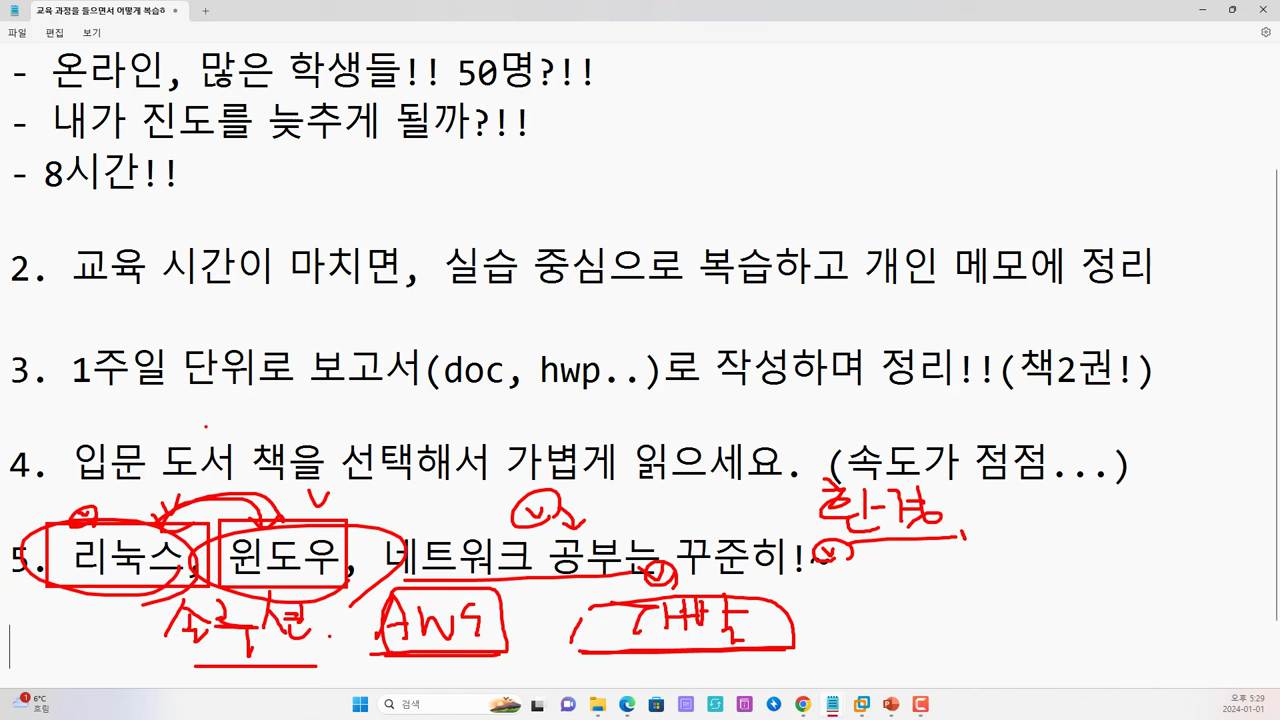 교육 과정을 들으면서 어떻게 복습하
파일 편집 보기
- 온라인, 많은 학생들!! 50명?!!
- 내가 진도를 늦추게 될까?!!
- 8시간!!
2. 교육 시간이 마치면, 실습 중심으로 복습하고 개인 메모에 정리
3. 1주일 단위로 보고서(doc, hwp..)로 작성하며 정리!!(책2권!)
4. 입문 도서 책을 선택해서 가볍게 읽으세요. (속도가 점점...)
환경
5. 리눅스, 윈도우, 네트워크 공부는 꾸준히!~
AWS 개발
6°C
흐림
검색
오후 5:29
2024-01-01